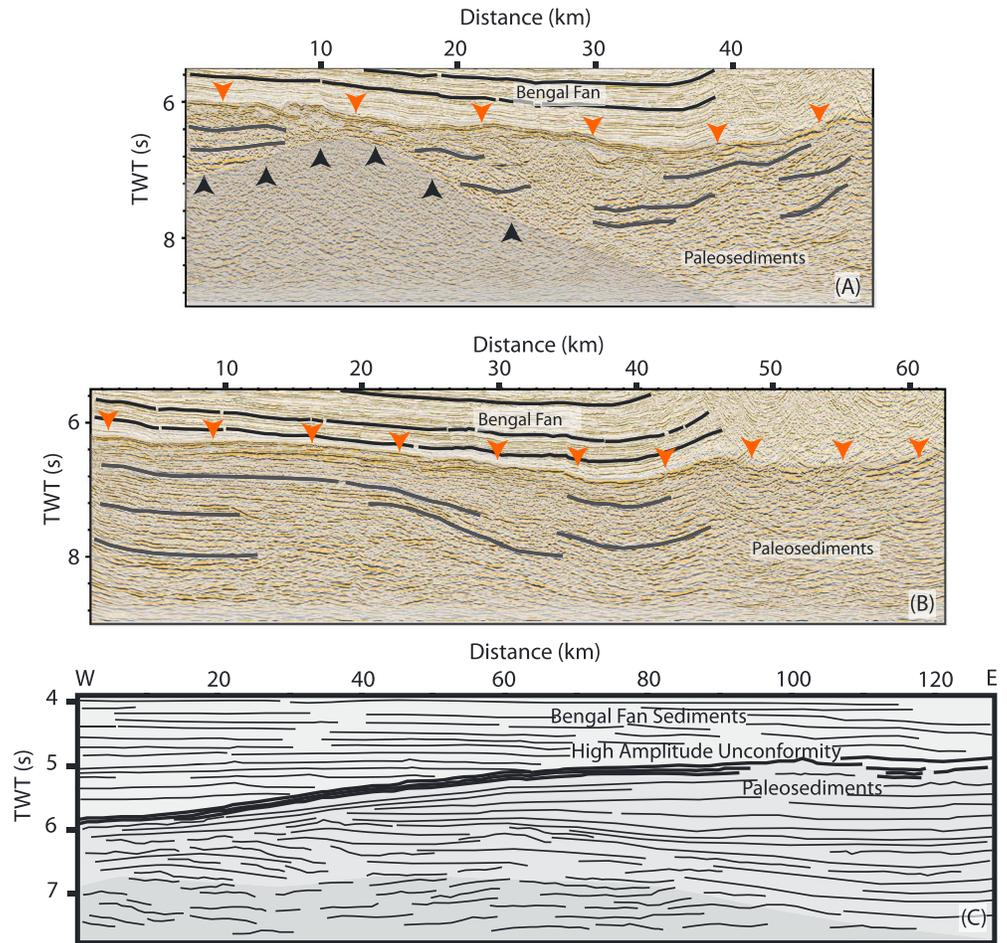 Distance (km)
10 20 30 40
Bengal Fan
6
TWT (s)
8
Paleosediments
(A)
Distance (km)
10 20 30 40 50 60
6
Bengal Fan
TWT (s)
8
Paleosediments
(B)
Distance (km)
W 20 40 60 80 100 120 E
4
Bengal Fan Sediments
High Amplitude Unconformity
5
Paleosediments
TWT (s)
6
7
(C)